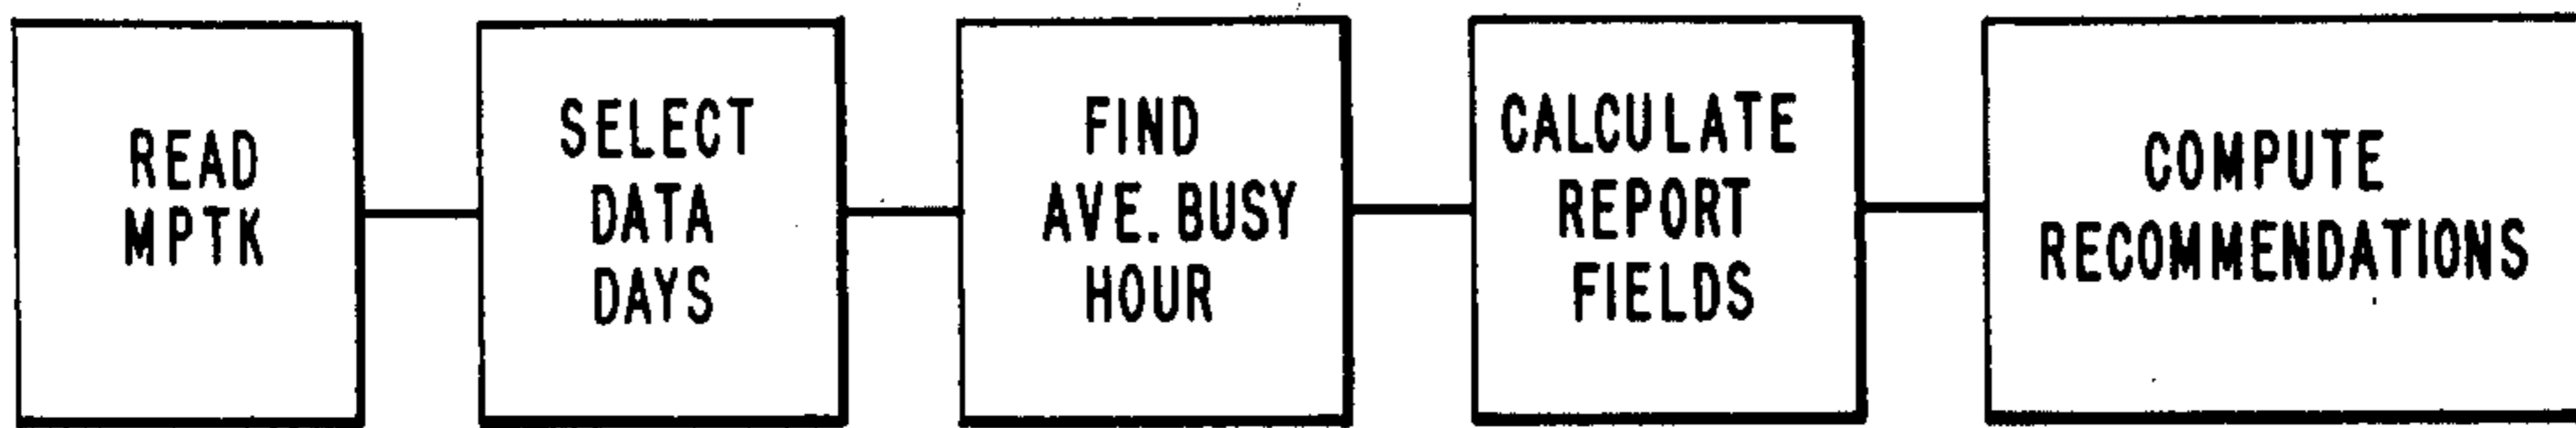 READ
MPTK
SELECT
DATA
DAYS
FIND
AVE. BUSY
HOUR
CALCULATE
REPORT
FIELDS
COMPUTE
RECOMMENDATIONS